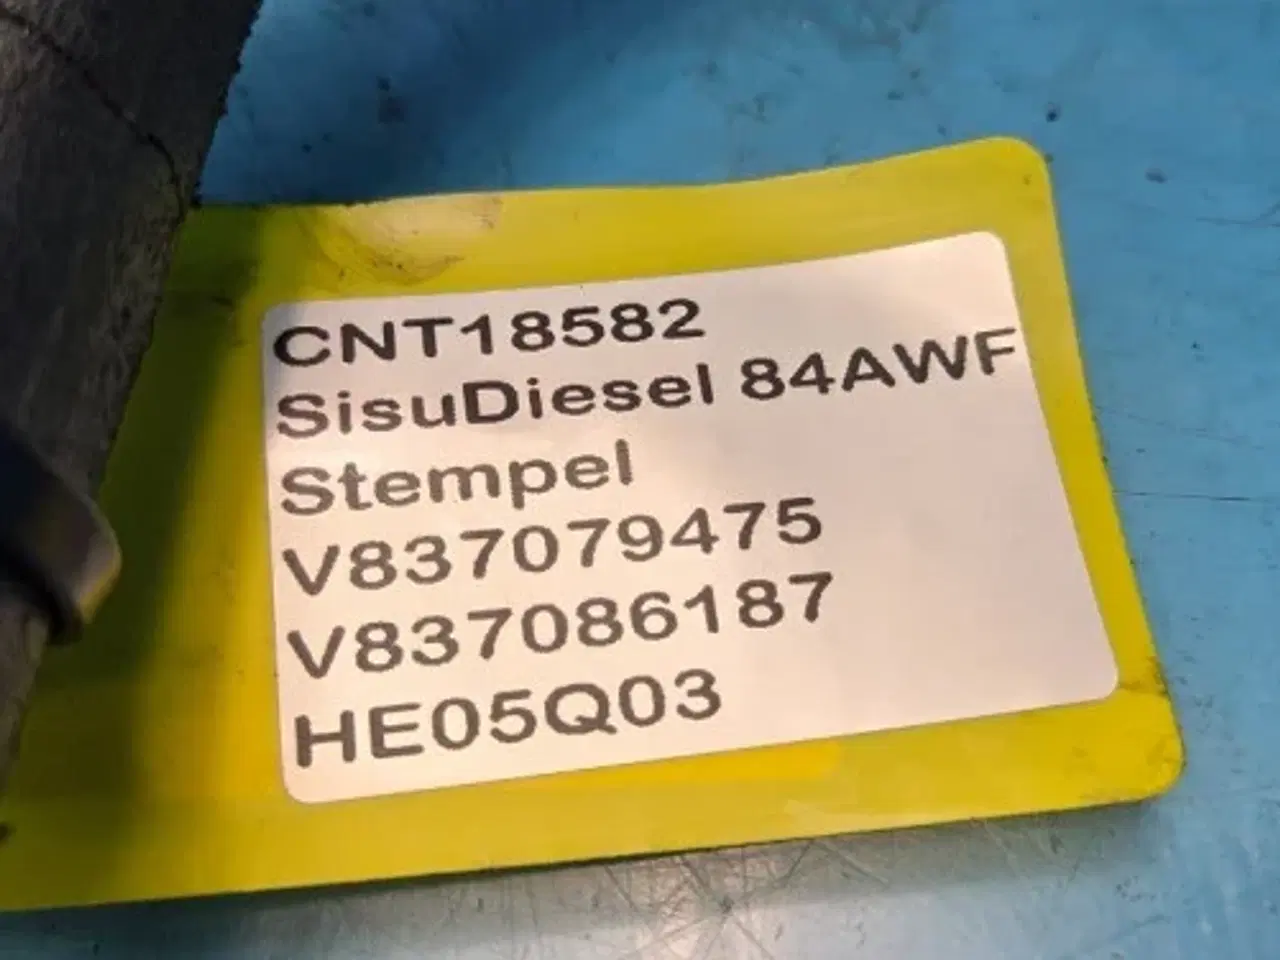 CNT18582
SisuDiesel 84AWF
Stempel
V837079475
V837086187
HE05Q03